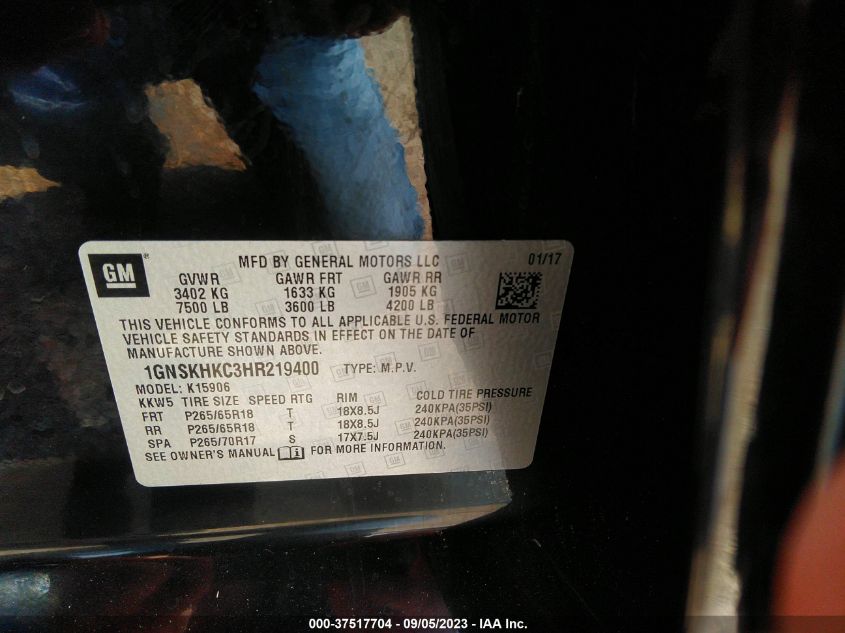 GM ®
MFD BY GENERAL MOTORS LLC 01/17
GVWR GAWR FRT GAWR RR
3402 KG 1633 KG 1905 KG
7500 LB 3600 LB 4200 LB
THIS VEHICLE CONFORMS TO ALL APPLICABLE U.S. FEDERAL MOTOR
VEHICLE SAFETY STANDARDS IN EFFECT ON THE DATE OF
MANUFACTURE SHOWN ABOVE.
1GNSKHKC3HR219400 TYPE: M.P.V.
MODEL: K15906
KKW5 TIRE SIZE SPEED RTG RIM COLD TIRE PRESSURE
FRT P265/65R18 T 18X8.5J 240KPA(35PSI)
RR P265/65R18 T 18X8.5J 240KPA(35PSI)
SPA P265/70R17 S 17X7.5J 240KPA(35PSI)
SEE OWNER'S MANUAL FOR MORE INFORMATION.
000-37517704 - 09/05/2023 - IAA Inc.